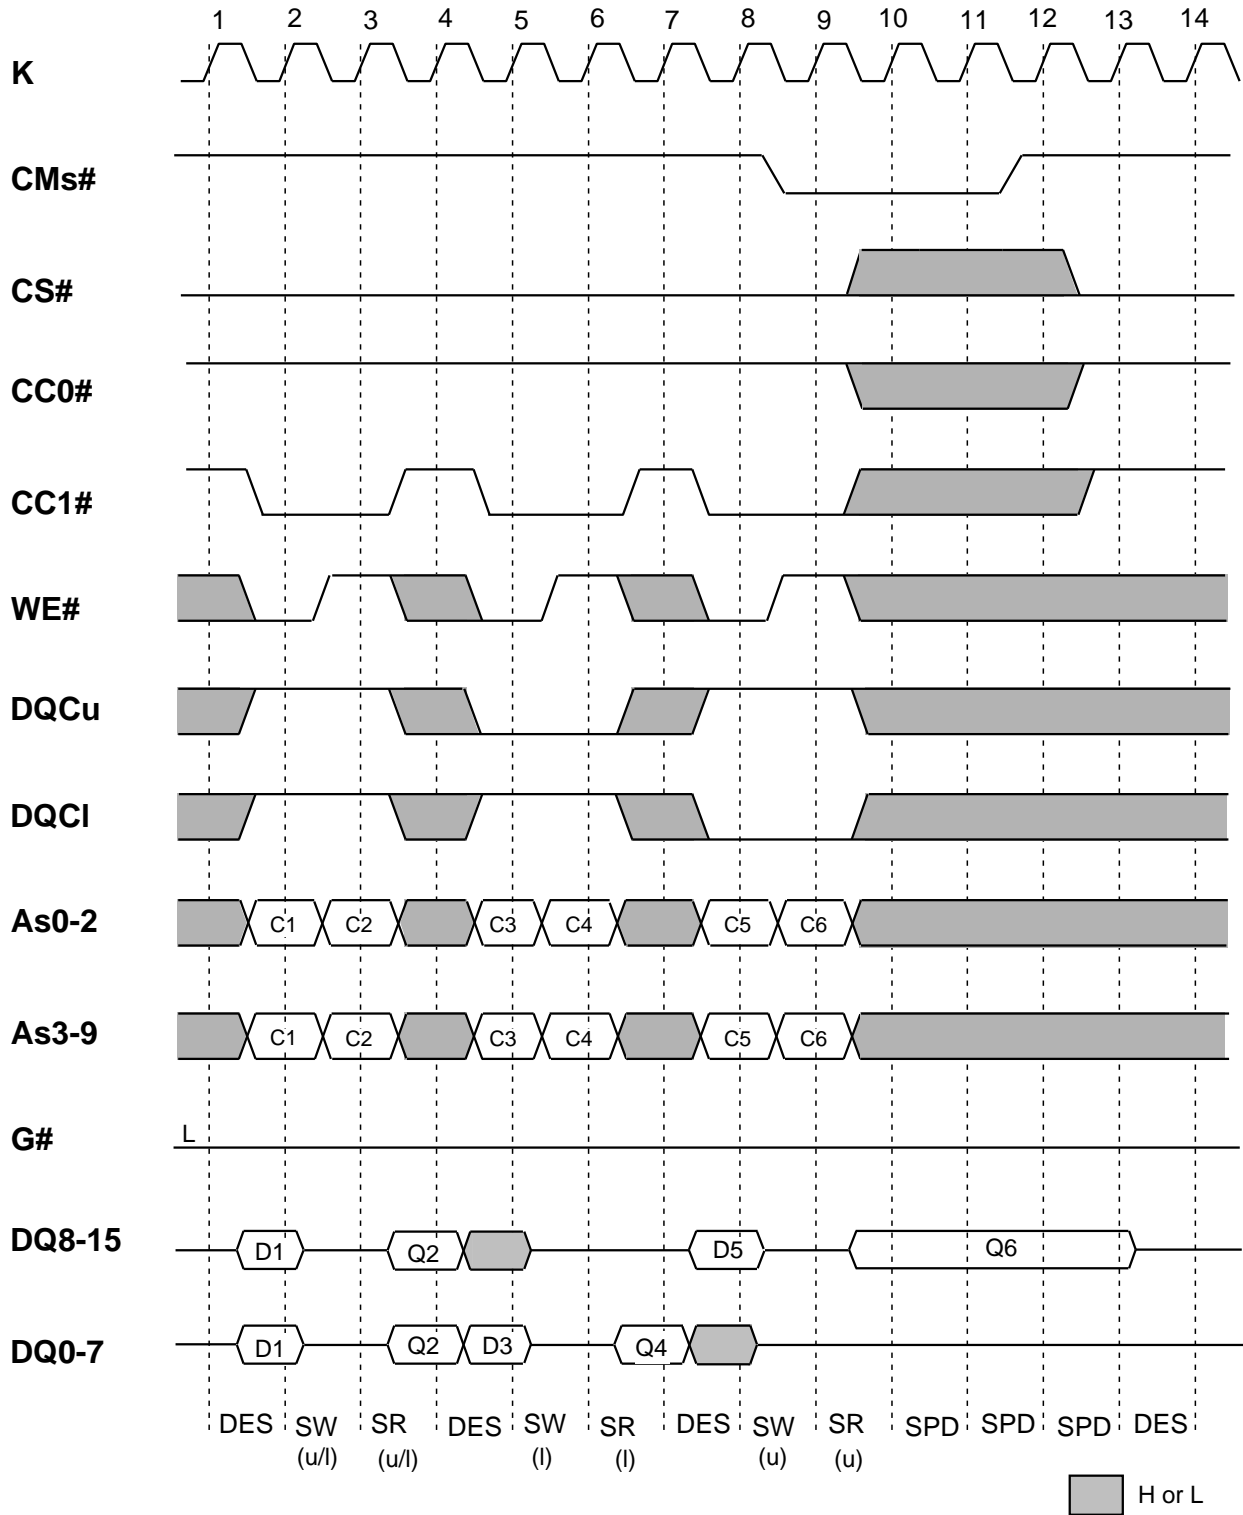 1 2 3 4 5 6 7 8 9 10 11 12 13 14
K
CMs#
CS#
CC0#
CC1#
WE#
DQCu
DQCl
As0-2 C1 C2 C3 C4 C5 C6
As3-9 C1 C2 C3 C4 C5 C6
G# L
DQ8-15 D1 Q2 D5 Q6
DQ0-7 D1 Q2 D3 Q4
DES SW SR DES SW SR DES SW SR SPD SPD SPD DES
(u/l) (u/l) (l) (l) (u) (u)
H or L